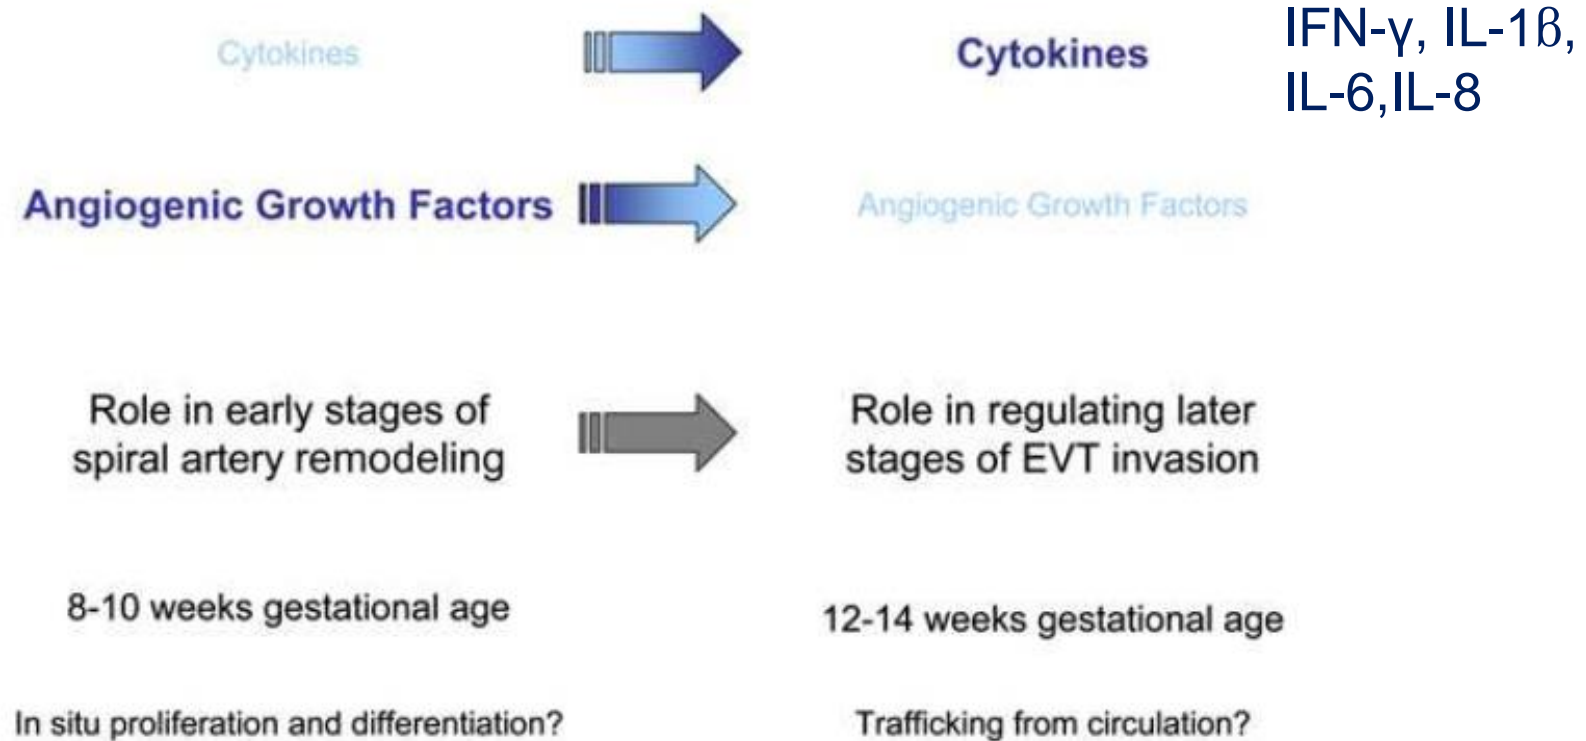 Cytokines
Cytokines
IFN-γ, IL-1β,
IL-6,IL-8
Angiogenic Growth Factors
Angiogenic Growth Factors
Role in early stages of
spiral artery remodeling
Role in regulating later
stages of EVT invasion
8-10 weeks gestational age
12-14 weeks gestational age
In situ proliferation and differentiation?
Trafficking from circulation?